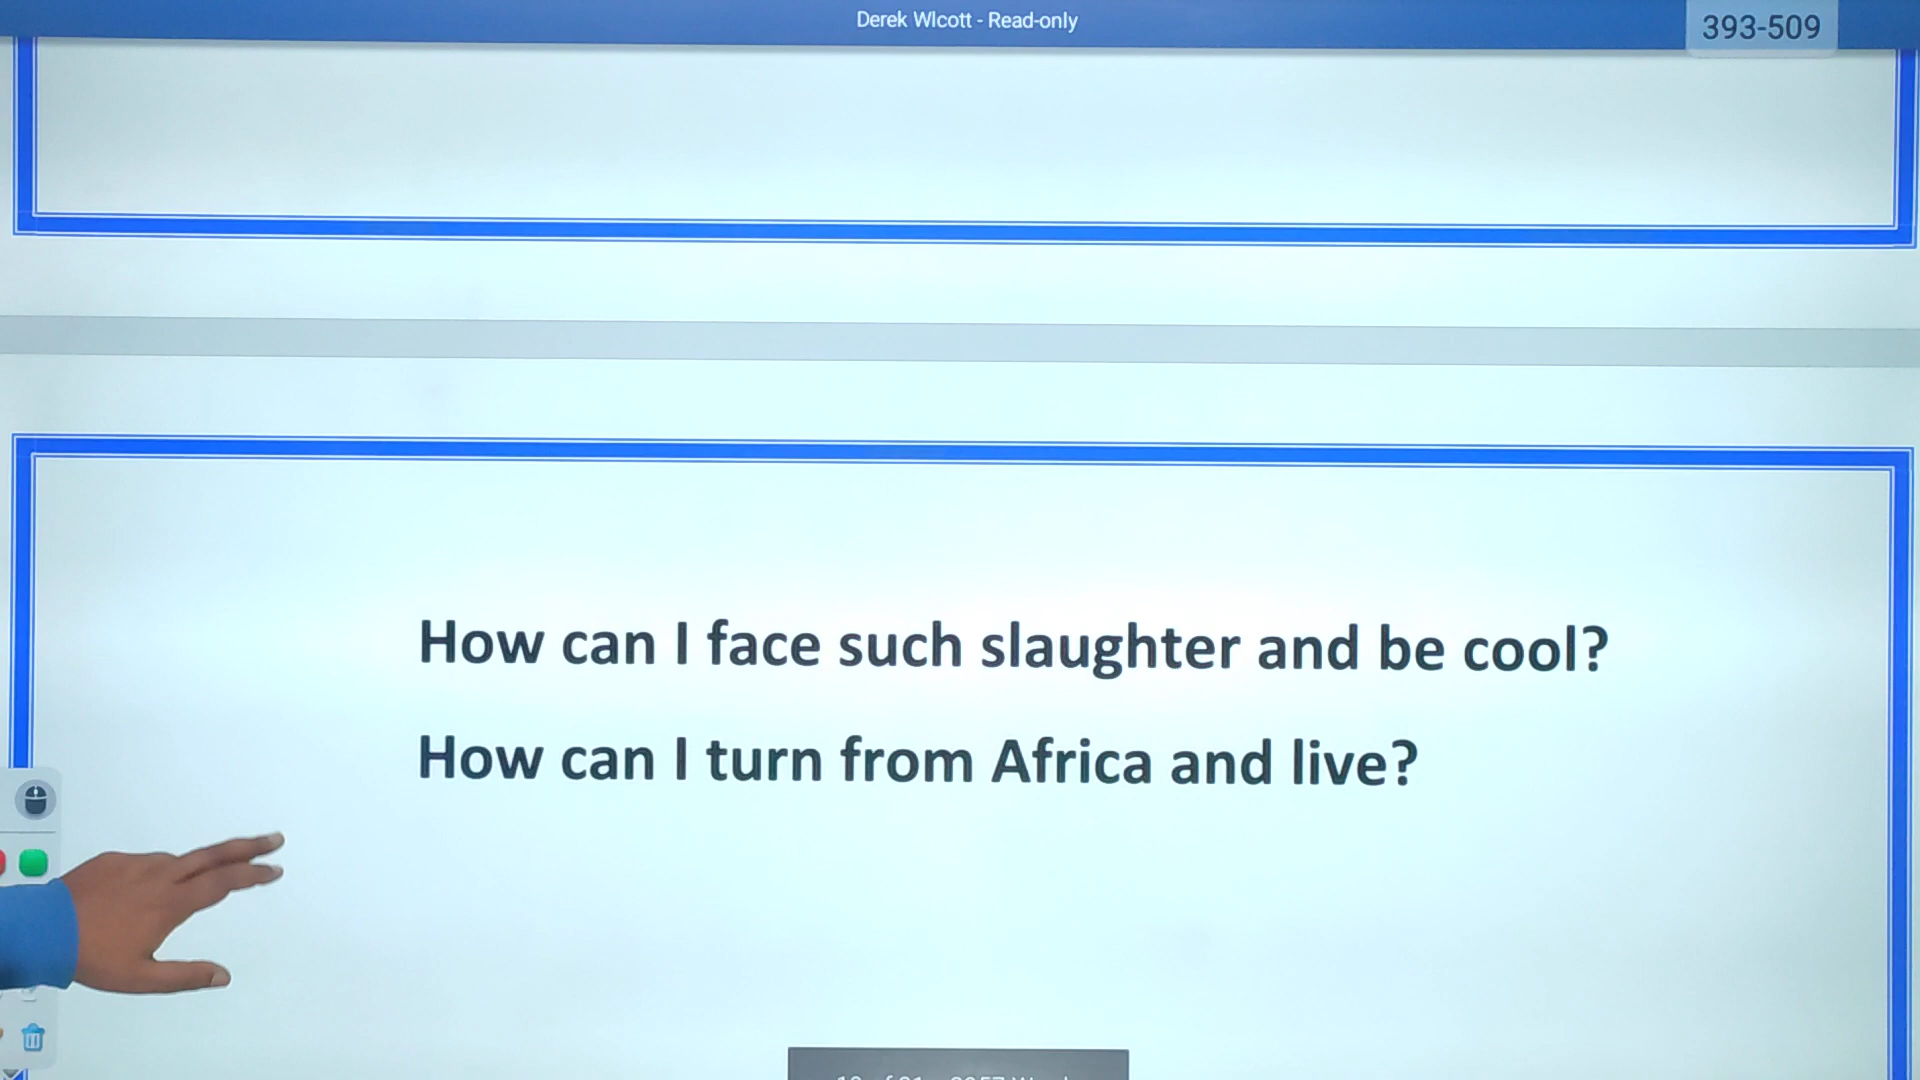 Derek Wlcott - Read-only
393-509
How can I face such slaughter and be cool?
How can I turn from Africa and live?